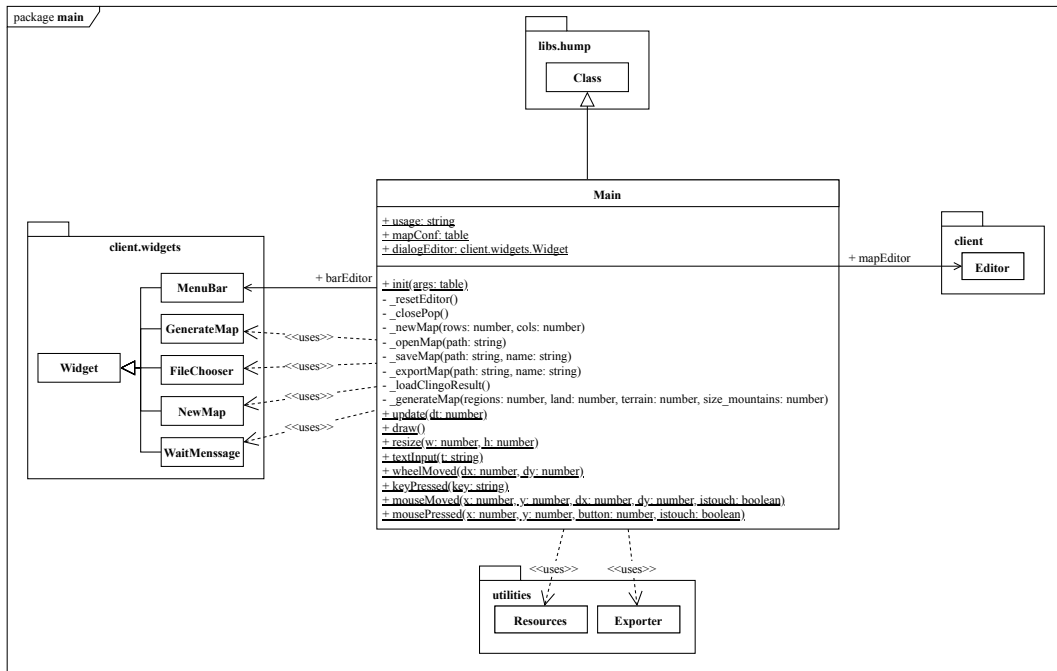 package main
libs.hump
Class
Main
+ usage: string
+ mapConf: table
+ dialogEditor: client.widgets.Widget
+ init(args: table)
- _resetEditor()
- _closePop()
- _newMap(rows: number, cols: number)
- _openMap(path: string)
- _saveMap(path: string, name: string)
- _exportMap(path: string, name: string)
- _loadClingoResult()
- _generateMap(regions: number, land: number, terrain: number, size_mountains: number)
+ update(dt: number)
+ draw()
+ resize(w: number, h: number)
+ textInput(t: string)
+ wheelMoved(dx: number, dy: number)
+ keyPressed(key: string)
+ mouseMoved(x: number, y: number, dx: number, dy: number, istouch: boolean)
+ mousePressed(x: number, y: number, button: number, istouch: boolean)
client.widgets
MenuBar
GenerateMap
Widget
FileChooser
NewMap
WaitMenssage
+ barEditor
<<uses>>
<<uses>>
<<uses>>
<<uses>>
+ mapEditor
client
Editor
<<uses>>
<<uses>>
utilities
Resources
Exporter